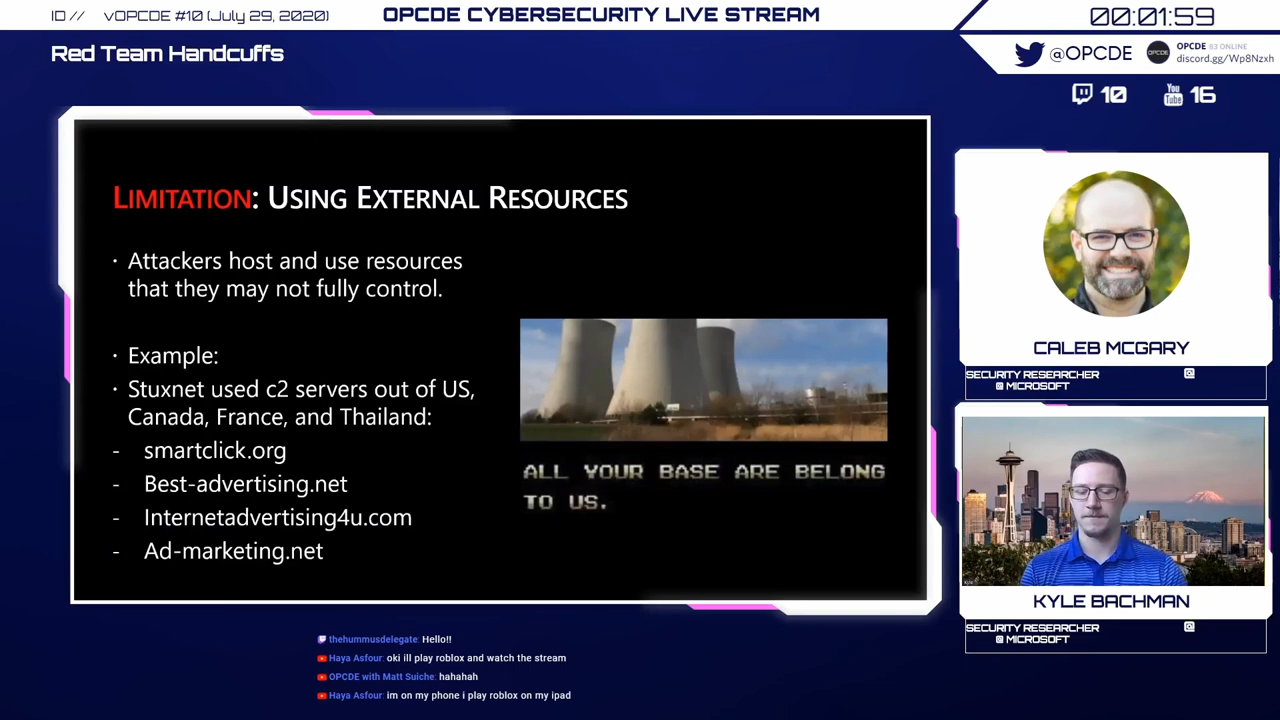 ID // vOPCDE #10 (July 29, 2020)
OPCDE CYBERSECURITY LIVE STREAM
00:01:59
Red Team Handcuffs
@OPCDE
OPCDE
OPCDE 83 ONLINE
discord.gg/Wp8Nzxh
10
You
Tube
16
LIMITATION: USING EXTERNAL RESOURCES
· Attackers host and use resources
that they may not fully control.
· Example:
· Stuxnet used c2 servers out of US,
Canada, France, and Thailand:
- smartclick.org
- Best-advertising.net
- Internetadvertising4u.com
- Ad-marketing.net
ALL YOUR BASE ARE BELONG
TO US.
CALEB MCGARY
SECURITY RESEARCHER
@ MICROSOFT
KYLE BACHMAN
SECURITY RESEARCHER
@ MICROSOFT
thehummusdelegate: Hello!!
Haya Asfour: oki ill play roblox and watch the stream
OPCDE with Matt Suiche: hahahah
Haya Asfour: im on my phone i play roblox on my ipad